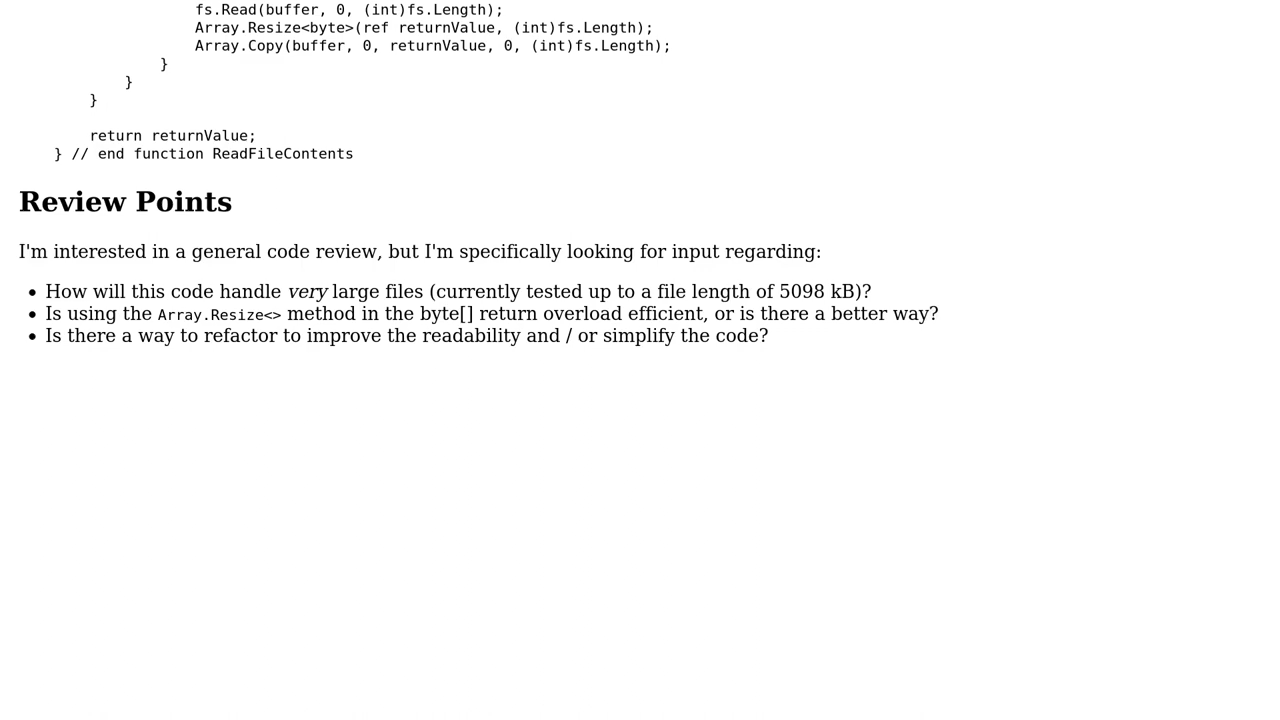 fs.Read(buffer, 0, (int)fs.Length);
Array.Resize<byte>(ref returnValue, (int)fs.Length);
Array.Copy(buffer, 0, returnValue, 0, (int)fs.Length);
}
}
}
return returnValue;
} // end function ReadFileContents
Review Points
I'm interested in a general code review, but I'm specifically looking for input regarding:
• How will this code handle very large files (currently tested up to a file length of 5098 kB)?
• Is using the Array.Resize<> method in the byte[] return overload efficient, or is there a better way?
• Is there a way to refactor to improve the readability and / or simplify the code?